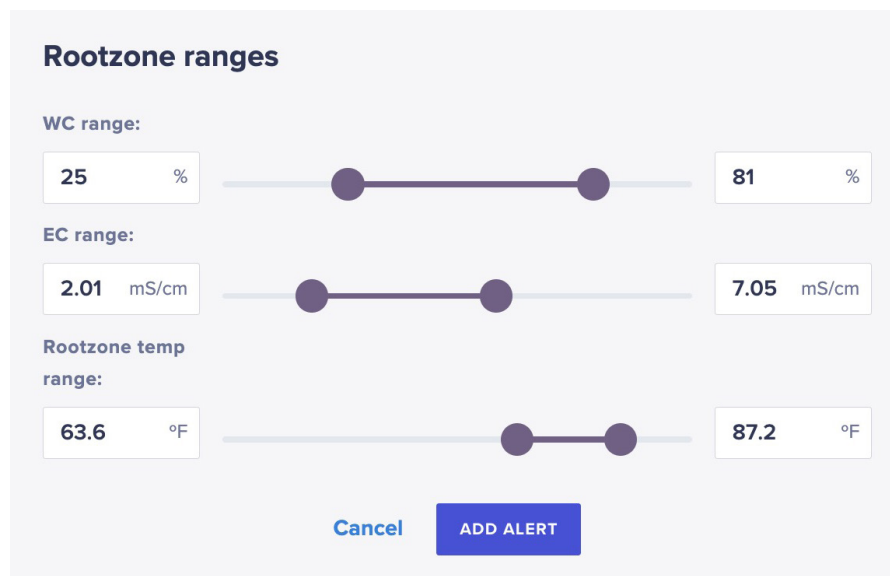 Rootzone ranges
WC range:
25 %
81 %
EC range:
2.01 mS/cm
7.05 mS/cm
Rootzone temp
range:
63.6 ºF
87.2 ºF
Cancel
ADD ALERT